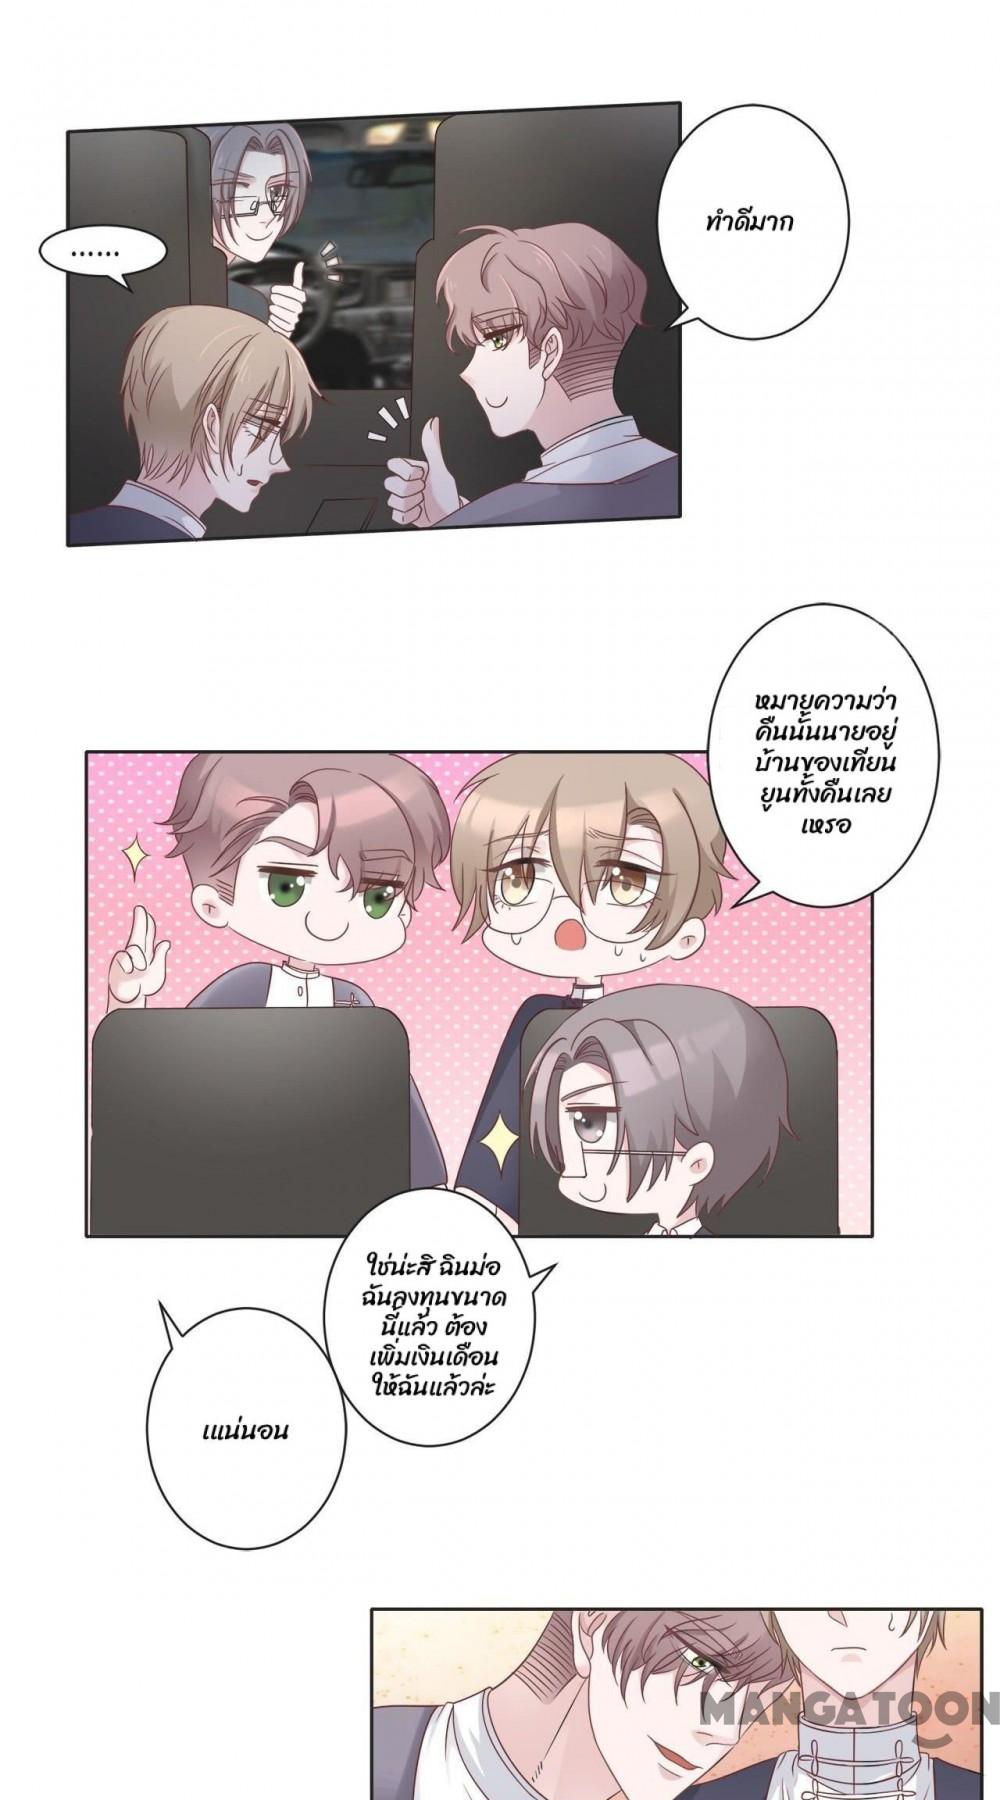 ทำดีมาก
......
หมายความว่า
คืนนั้นนายอยู่
บ้านของเทียน
ยูนทั้งคืนเลย
เหรอ
ใช่น่ะสิ ฉินม่อ
ฉันลงทุนขนาด
นี้แล้ว ต้อง
เพิ่มเงินเดือน
ให้ฉันแล้วล่ะ
แน่นอน
MANGATOON